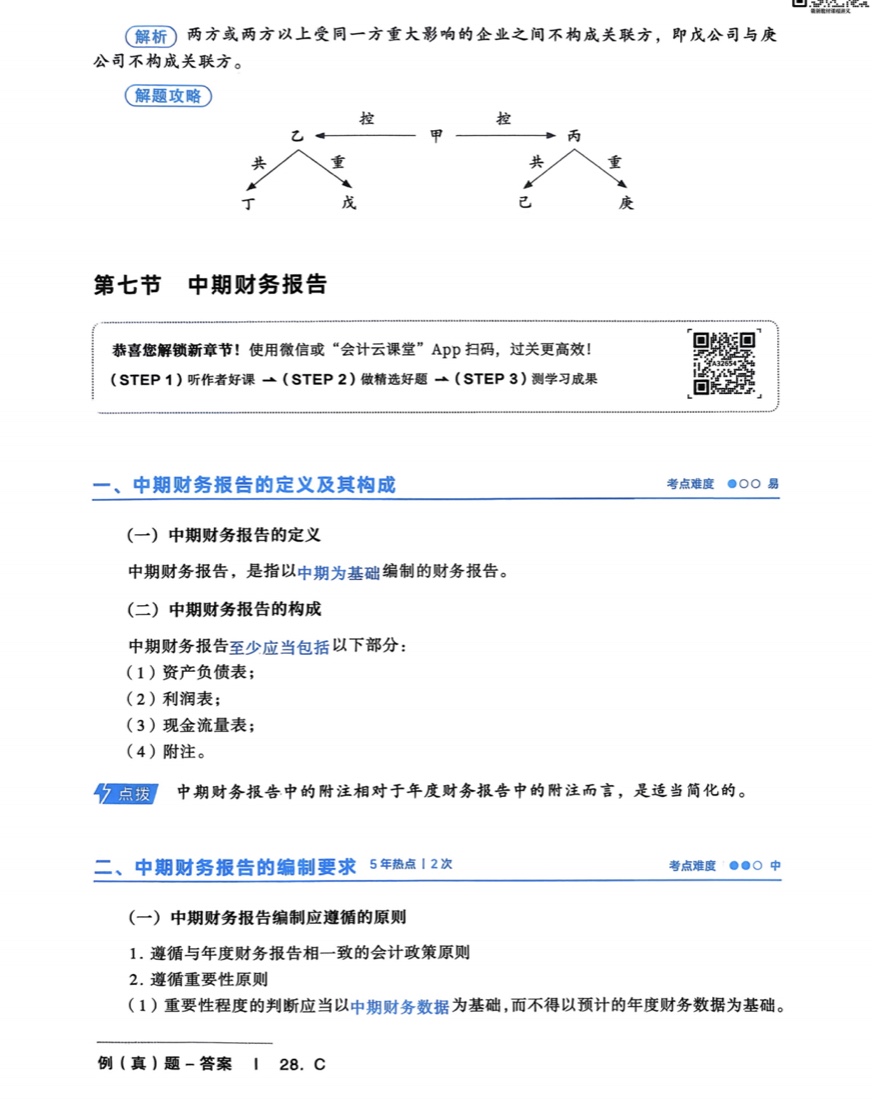 解析 两方或两方以上受同一方重大影响的企业之间不构成关联方，即戊公司与庚
公司不构成关联方。
解题攻略
控 控
乙 甲 丙
共 重 共 重
丁 戊 己 庚
第七节 中期财务报告
恭喜您解锁新章节！使用微信或“会计云课堂”App 扫码，过关更高效！
（STEP 1）听作者好课 ⇀（STEP 2）做精选好题 ⇀（STEP 3）测学习成果
一、中期财务报告的定义及其构成 考点难度 ●○○ 易
（一）中期财务报告的定义
中期财务报告，是指以中期为基础编制的财务报告。
（二）中期财务报告的构成
中期财务报告至少应当包括以下部分：
（1）资产负债表；
（2）利润表；
（3）现金流量表；
（4）附注。
点拨 中期财务报告中的附注相对于年度财务报告中的附注而言，是适当简化的。
二、中期财务报告的编制要求 5年热点 | 2次 考点难度 ●●○ 中
（一）中期财务报告编制应遵循的原则
1. 遵循与年度财务报告相一致的会计政策原则
2. 遵循重要性原则
（1）重要性程度的判断应当以中期财务数据为基础，而不得以预计的年度财务数据为基础。
例（真）题 – 答案 | 28. C